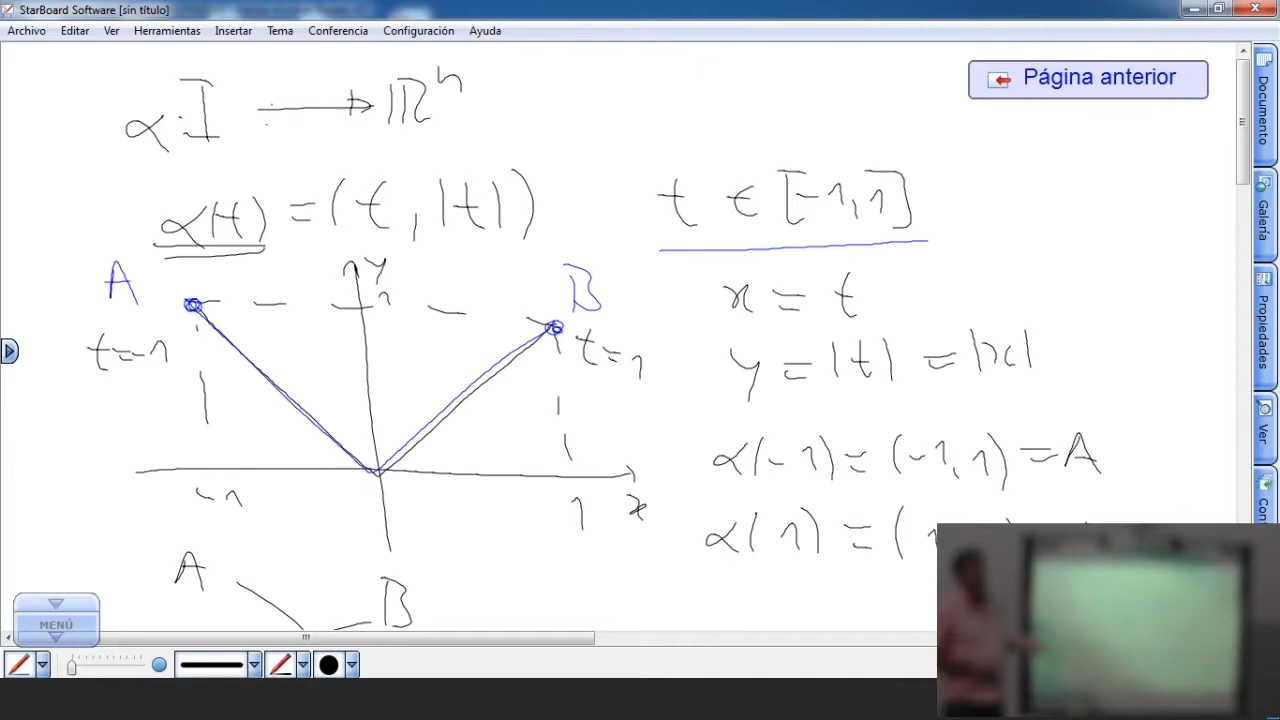 StarBoard Software [sin título]
Archivo Editar Ver Herramientas Insertar Tema Conferencia Configuración Ayuda
Página anterior
α: I → ℝⁿ
α(t) = (t, |t|)
t ∈ [-1, 1]
A
y
1
B
x = t
t=-1
t=1
y = |t| = |x|
α(-1) = (-1, 1) = A
-1
1
x
α(1) = (
A
B
Documento
Galería
Propiedades
Ver
MENÚ